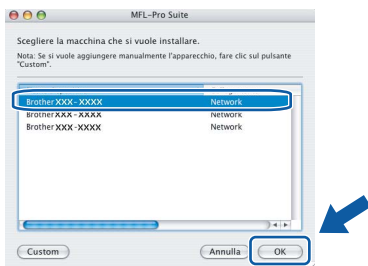 MFL-Pro Suite
Scegliere la macchina che si vuole installare.
Nota: Se si vuole aggiungere manualmente l'apparecchio, fare clic sul pulsante
"Custom".
Brother XXX-XXXX Network
Brother XXX-XXXX Network
Brother XXX-XXXX Network
Custom Annulla OK